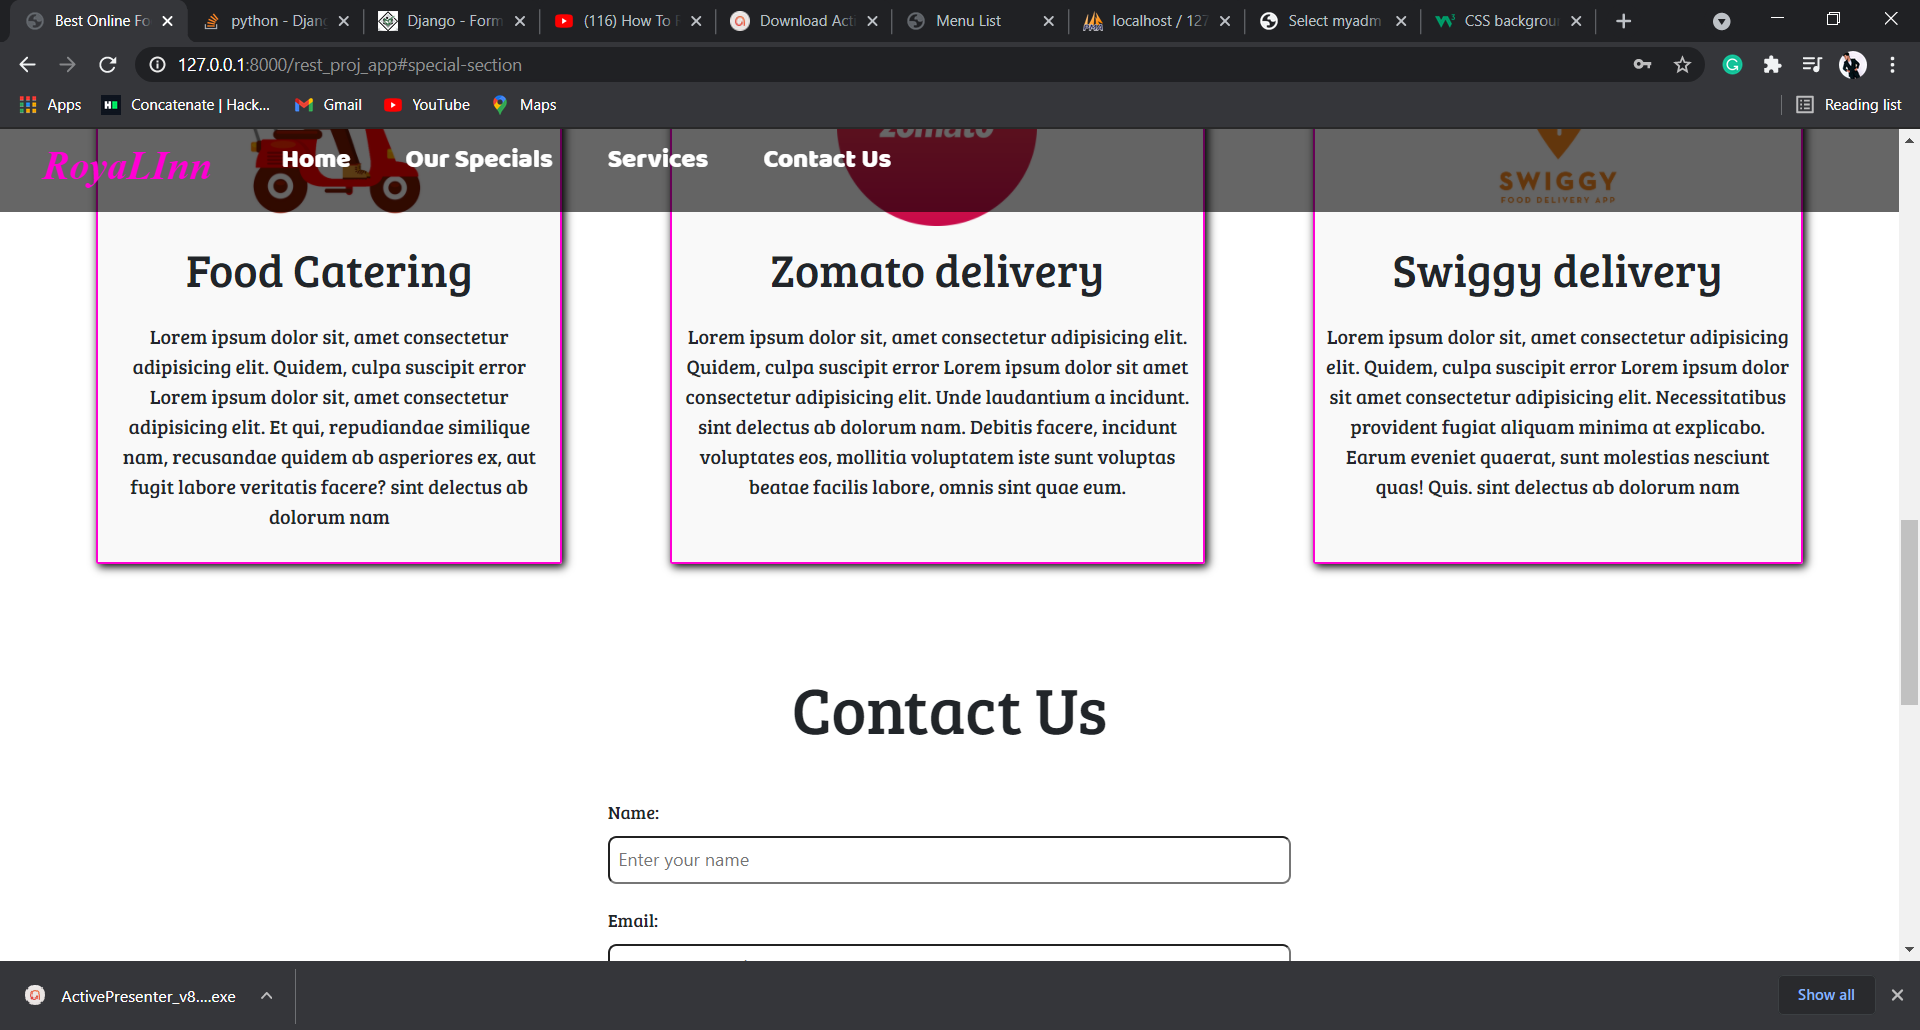 Best Online Fo
python - Djan
Django - Form
(116) How To
Download Acti
Menu List
localhost / 127
Select myadm
CSS backgroun
127.0.0.1:8000/rest_proj_app#special-section
Apps
Concatenate | Hack...
Gmail
YouTube
Maps
Reading list
RoyaLInn
Home
Our Specials
Services
Contact Us
zomato
SWIGGY
FOOD DELIVERY APP
Food Catering
Lorem ipsum dolor sit, amet consectetur
adipisicing elit. Quidem, culpa suscipit error
Lorem ipsum dolor sit, amet consectetur
adipisicing elit. Et qui, repudiandae similique
nam, recusandae quidem ab asperiores ex, aut
fugit labore veritatis facere? sint delectus ab
dolorum nam
Zomato delivery
Lorem ipsum dolor sit, amet consectetur adipisicing elit.
Quidem, culpa suscipit error Lorem ipsum dolor sit amet
consectetur adipisicing elit. Unde laudantium a incidunt.
sint delectus ab dolorum nam. Debitis facere, incidunt
voluptates eos, mollitia voluptatem iste sunt voluptas
beatae facilis labore, omnis sint quae eum.
Swiggy delivery
Lorem ipsum dolor sit, amet consectetur adipisicing
elit. Quidem, culpa suscipit error Lorem ipsum dolor
sit amet consectetur adipisicing elit. Necessitatibus
provident fugiat aliquam minima at explicabo.
Earum eveniet quaerat, sunt molestias nesciunt
quas! Quis. sint delectus ab dolorum nam
Contact Us
Name:
Enter your name
Email:
ActivePresenter_v8....exe
Show all